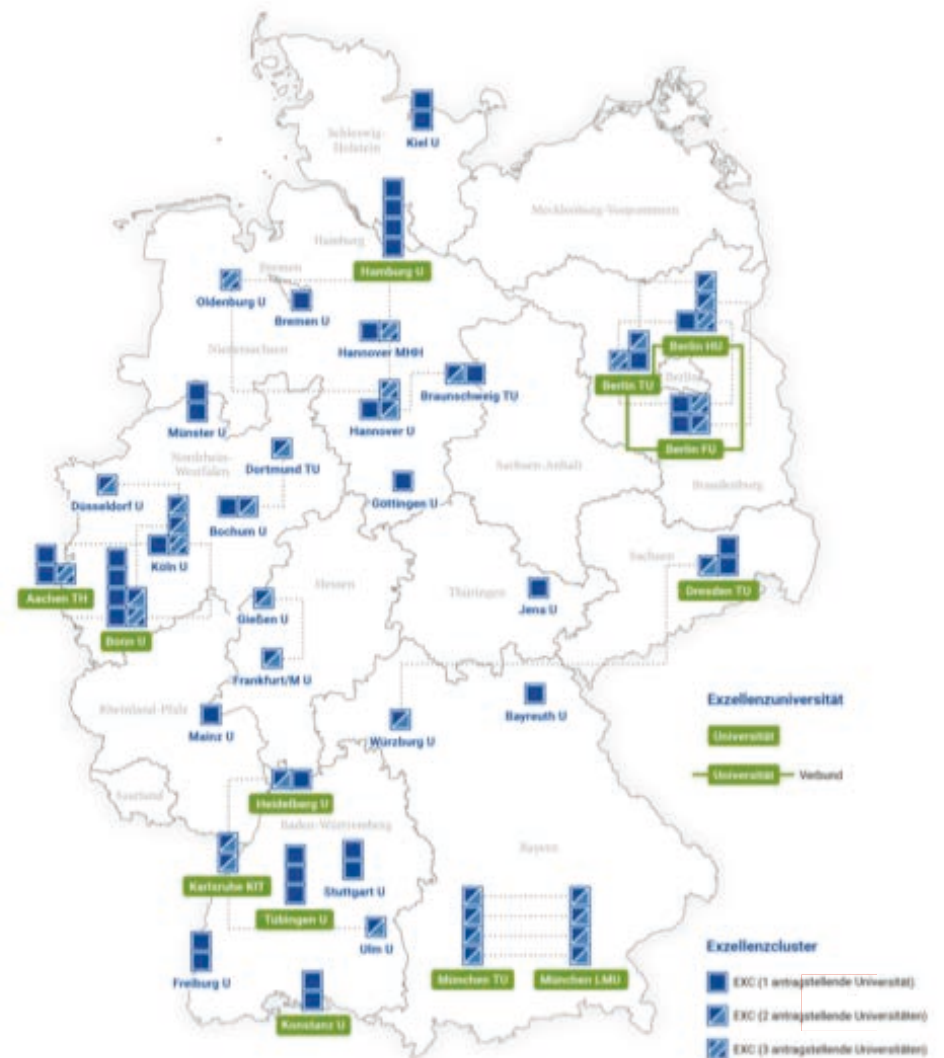 Schleswig-
Holstein
Kiel U
Mecklenburg-Vorpommern
Hamburg
Hamburg U
Bremen
Oldenburg U
Bremen U
Niedersachsen
Hannover MHH
Braunschweig TU
Hannover U
Berlin HU
Berlin TU
Berlin
Berlin FU
Brandenburg
Münster U
Nordrhein-
Westfalen
Dortmund TU
Düsseldorf U
Bochum U
Göttingen U
Sachsen-Anhalt
Köln U
Aachen TH
Bonn U
Hessen
Gießen U
Frankfurt/M U
Thüringen
Jena U
Sachsen
Dresden TU
Rheinland-Pfalz
Mainz U
Würzburg U
Bayreuth U
Saarland
Heidelberg U
Baden-Württemberg
Karlsruhe KIT
Tübingen U
Stuttgart U
Ulm U
Freiburg U
Konstanz U
Bayern
München TU
München LMU
Exzellenzuniversität
Universität
Universität Verbund
Exzellenzcluster
EXC (1 antragstellende Universität)
EXC (2 antragstellende Universitäten)
EXC (3 antragstellende Universitäten)